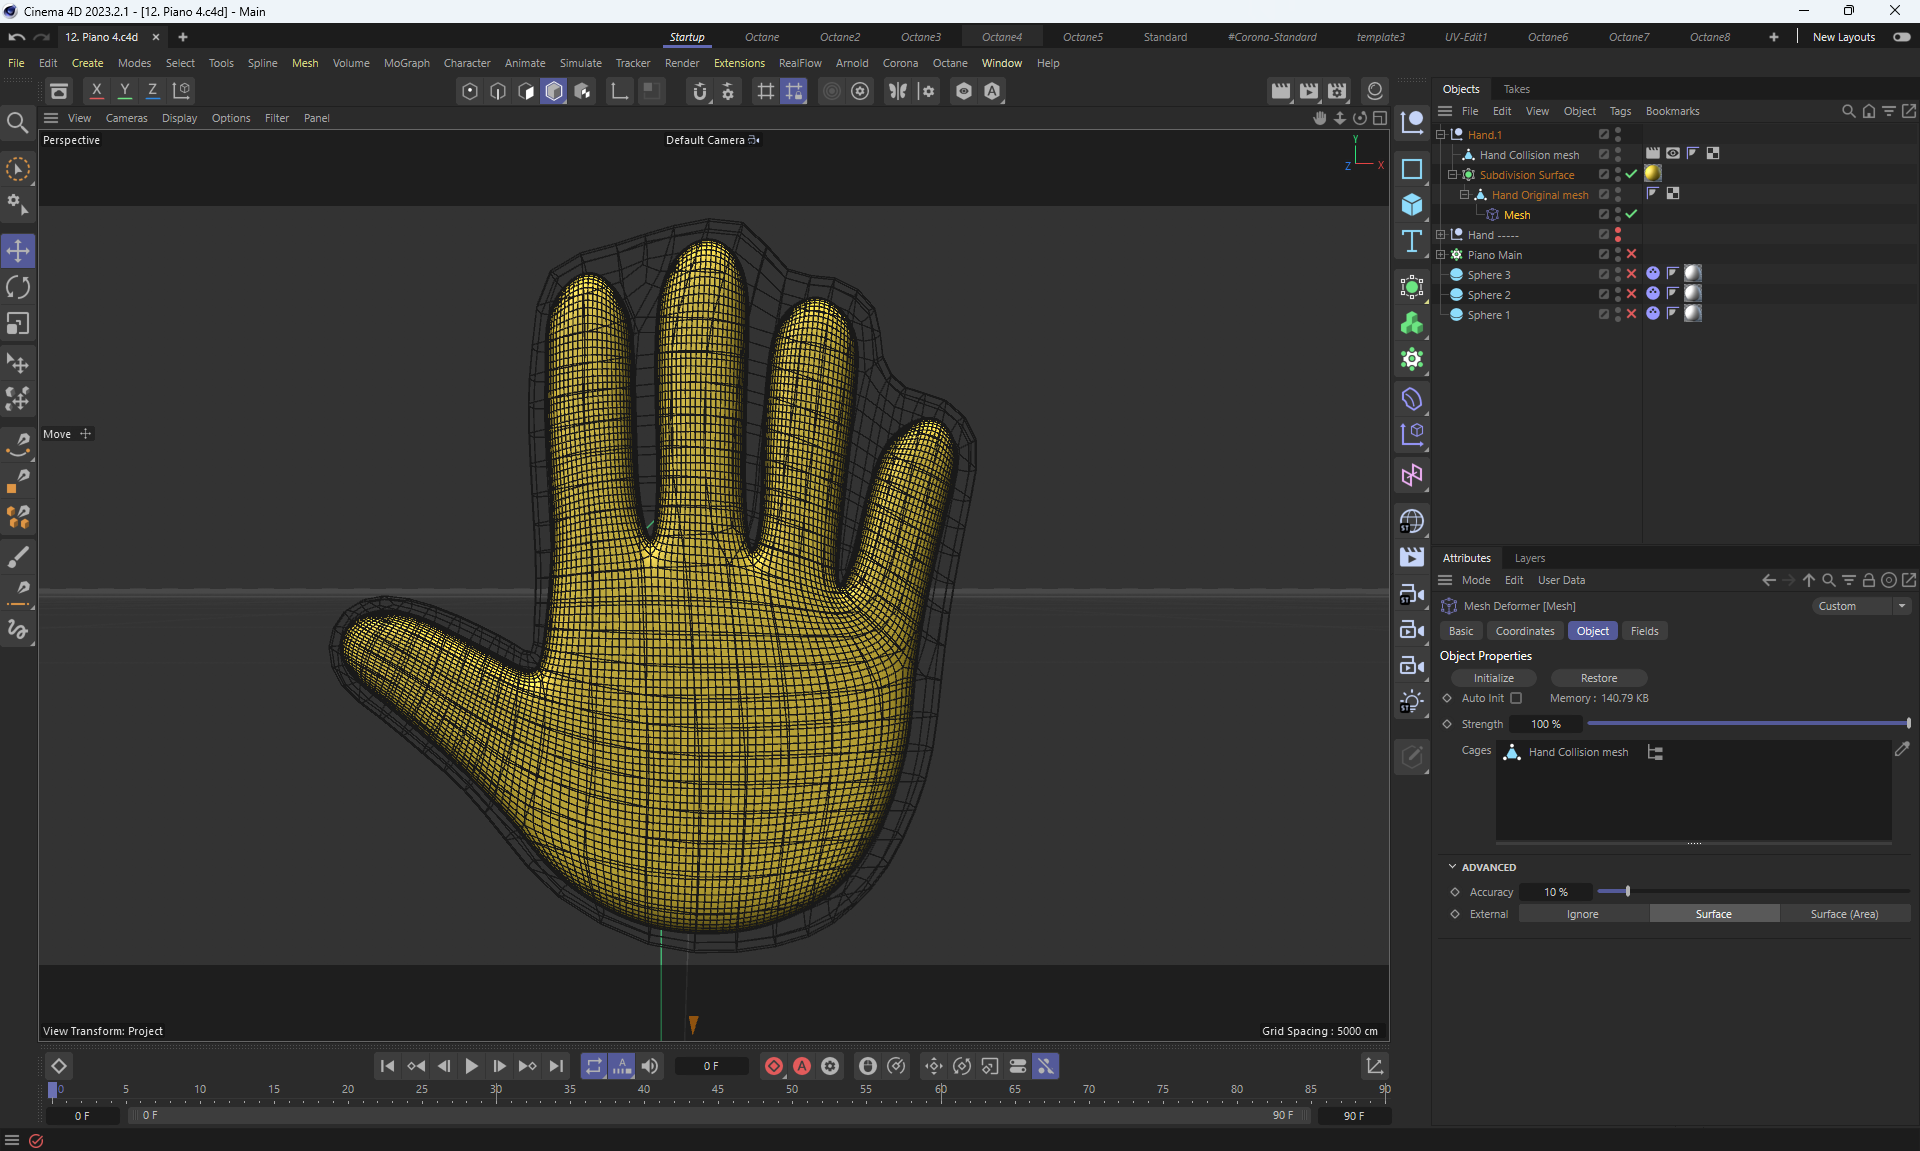 Cinema 4D 2023.2.1 - [12. Piano 4.c4d] - Main
12. Piano 4.c4d
Startup Octane Octane2 Octane3 Octane4 Octane5 Standard #Corona-Standard template3 UV-Edit1 Octane6 Octane7 Octane8 New Layouts
File Edit Create Modes Select Tools Spline Mesh Volume MoGraph Character Animate Simulate Tracker Render Extensions RealFlow Arnold Corona Octane Window Help
X Y Z
Objects Takes
View Cameras Display Options Filter Panel
File Edit View Object Tags Bookmarks
Perspective
Default Camera
Y
Z X
Hand.1
Hand Collision mesh
Subdivision Surface
Hand Original mesh
Mesh
Hand -----
Piano Main
Sphere 3
Sphere 2
Sphere 1
Move
Attributes Layers
Mode Edit User Data
Mesh Deformer [Mesh]
Custom
Basic Coordinates Object Fields
Object Properties
Initialize Restore
Auto Init Memory : 140.79 KB
Strength 100 %
Cages Hand Collision mesh
ADVANCED
Accuracy 10 %
External Ignore Surface Surface (Area)
View Transform: Project
Grid Spacing : 5000 cm
0 F
0 5 10 15 20 25 30 35 40 45 50 55 60 65 70 75 80 85 90
0 F 0 F 90 F 90 F